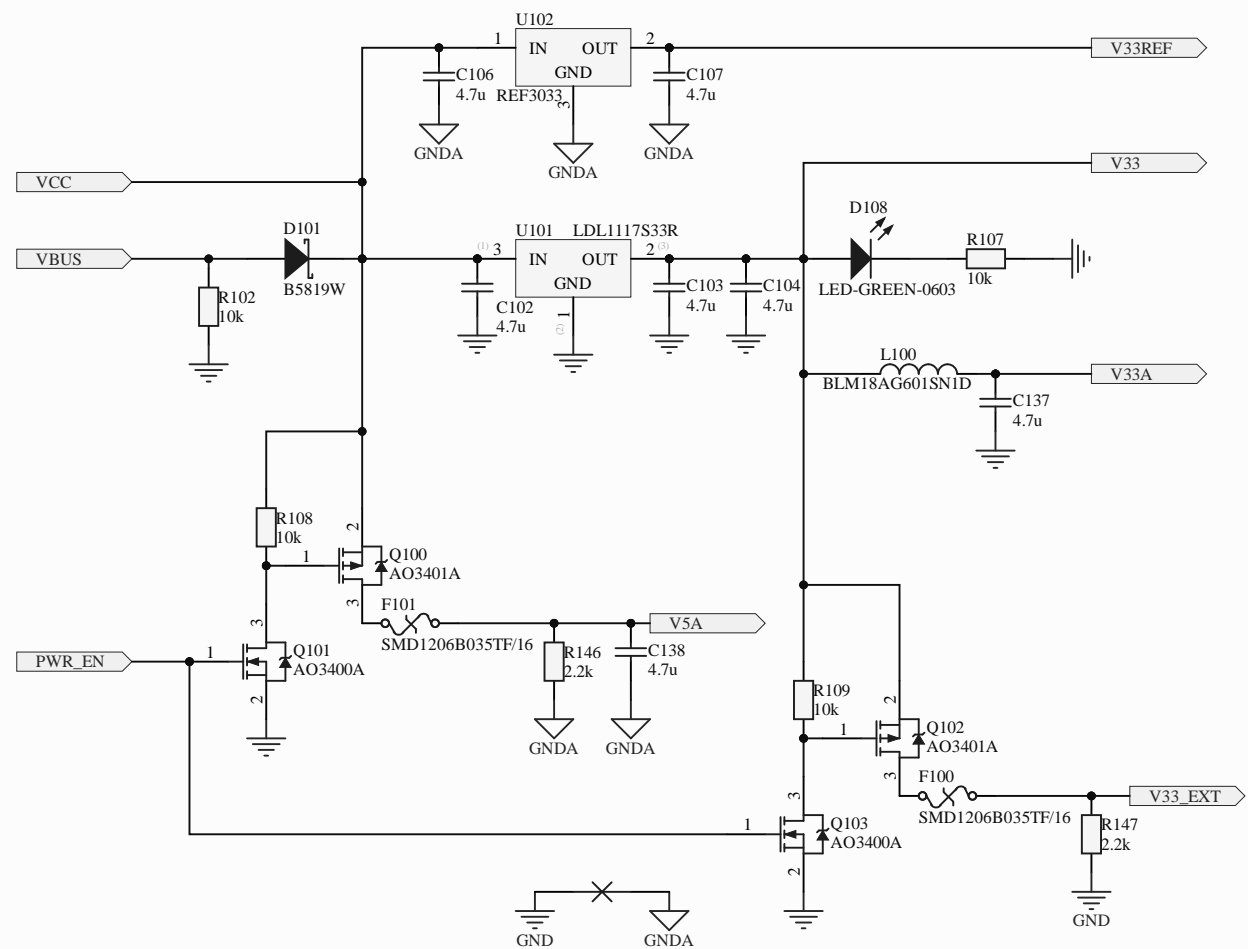 U102
1
IN
OUT
2
V33REF
GND
C106
4.7u
REF3033
3
C107
4.7u
GNDA
GNDA
GNDA
V33
VCC
D108
D101
U101
LDL1117S33R
R107
VBUS
(1)
3
IN
OUT
2
(3)
B5819W
GND
LED-GREEN-0603
10k
R102
10k
C102
4.7u
(2)
1
C103
4.7u
C104
4.7u
L100
V33A
BLM18AG601SN1D
C137
4.7u
R108
10k
2
1
Q100
AO3401A
3
F101
V5A
SMD1206B035TF/16
3
PWR_EN
1
Q101
AO3400A
R146
2.2k
C138
4.7u
2
R109
10k
2
GNDA
GNDA
1
Q102
AO3401A
3
F100
V33_EXT
SMD1206B035TF/16
3
1
Q103
AO3400A
R147
2.2k
2
GND
GNDA
GND